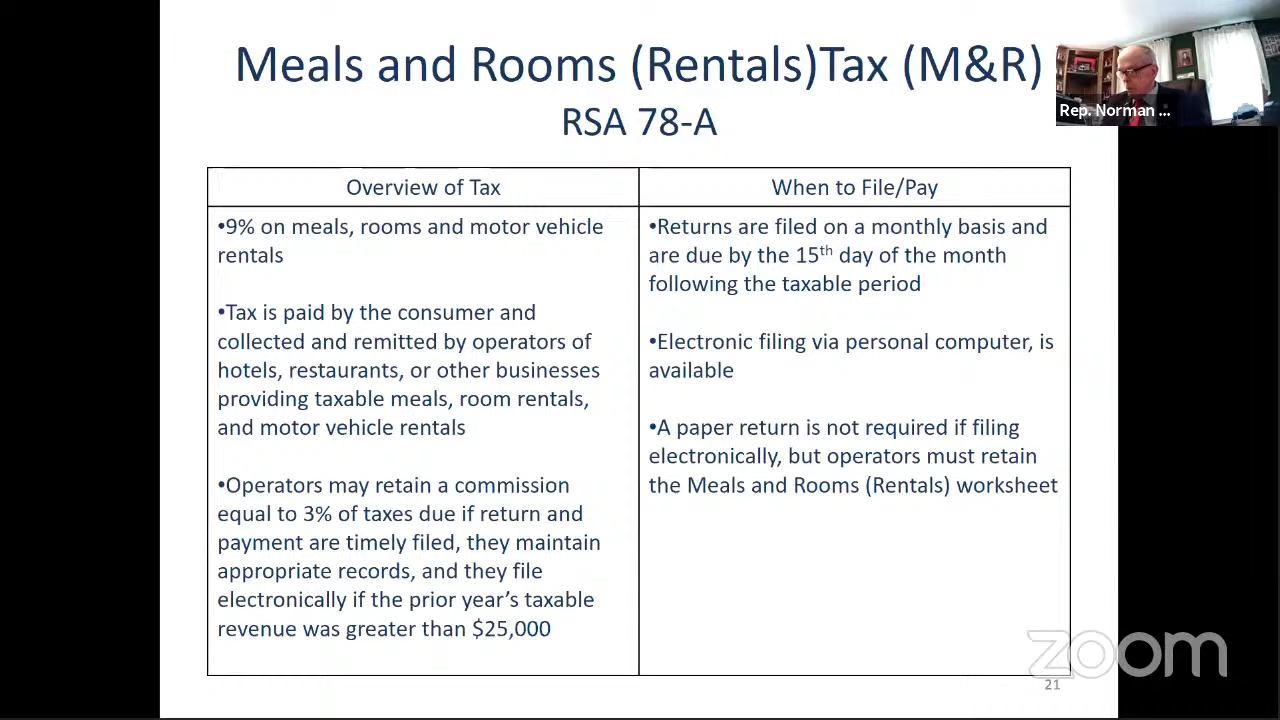 Meals and Rooms (Rentals)Tax (M&R)
RSA 78-A
Rep. Norman ...
Overview of Tax
•9% on meals, rooms and motor vehicle
rentals
•Tax is paid by the consumer and
collected and remitted by operators of
hotels, restaurants, or other businesses
providing taxable meals, room rentals,
and motor vehicle rentals
•Operators may retain a commission
equal to 3% of taxes due if return and
payment are timely filed, they maintain
appropriate records, and they file
electronically if the prior year’s taxable
revenue was greater than $25,000
When to File/Pay
•Returns are filed on a monthly basis and
are due by the 15th day of the month
following the taxable period
•Electronic filing via personal computer, is
available
•A paper return is not required if filing
electronically, but operators must retain
the Meals and Rooms (Rentals) worksheet
zoom
21